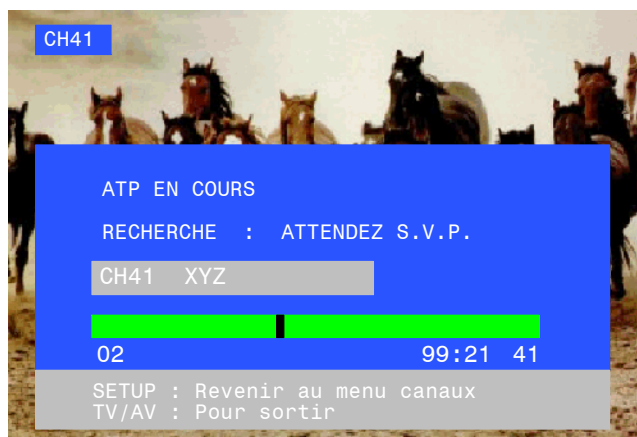 CH41
ATP EN COURS
RECHERCHE : ATTENDEZ S.V.P.
CH41 XYZ
02 99:21 41
SETUP : Revenir au menu canaux
TV/AV : Pour sortir